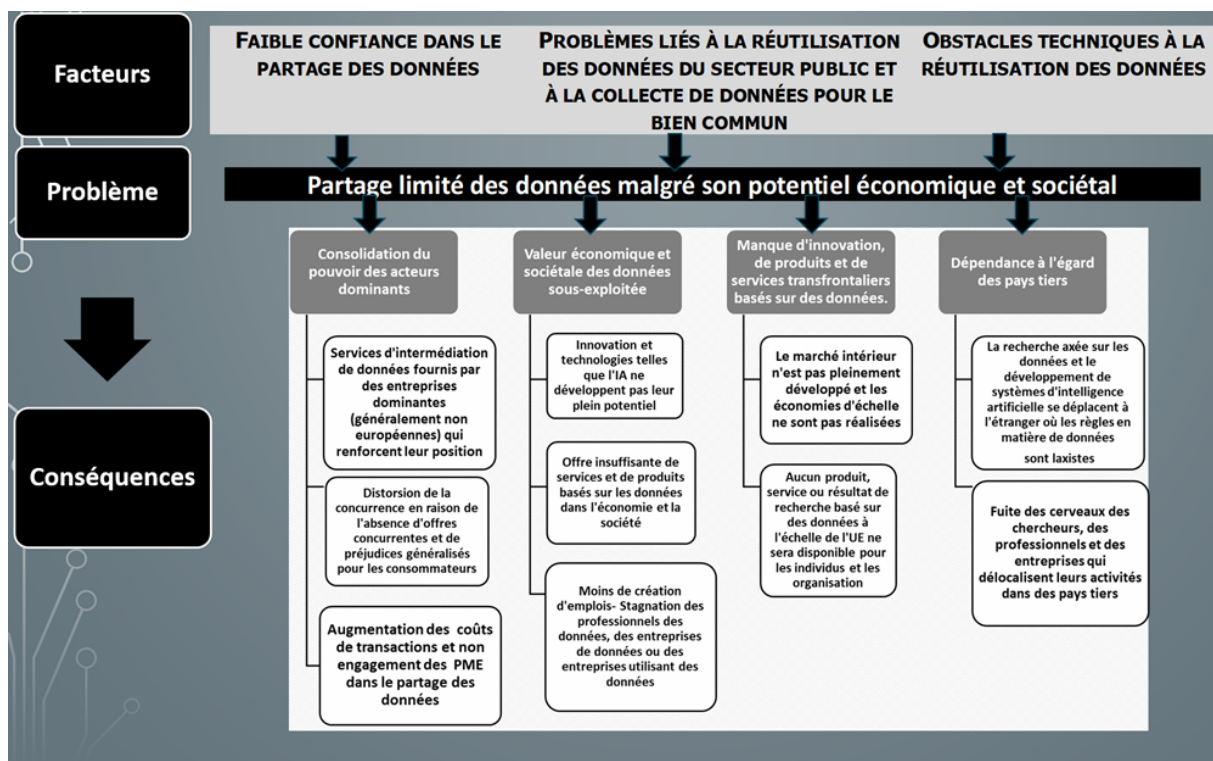 Facteurs
FAIBLE CONFIANCE DANS LE
PARTAGE DES DONNÉES
PROBLÈMES LIÉS À LA RÉUTILISATION
DES DONNÉES DU SECTEUR PUBLIC ET
À LA COLLECTE DE DONNÉES POUR LE
BIEN COMMUN
OBSTACLES TECHNIQUES À LA
RÉUTILISATION DES DONNÉES
Problème
Partage limité des données malgré son potentiel économique et sociétal
Conséquences
Consolidation du
pouvoir des acteurs
dominants
Services d'intermédiation
de données fournis par
des entreprises
dominantes
(généralement non
européennes) qui
renforcent leur position
Distorsion de la
concurrence en raison de
l'absence d'offres
concurrentes et de
préjudices généralisés
pour les consommateurs
Augmentation des coûts
de transactions et non
engagement des PME
dans le partage des
données
Valeur économique et
sociétale des données
sous-exploitée
Innovation et
technologies telles
que l'IA ne
développent pas leur
plein potentiel
Offre insuffisante de
services et de produits
basés sur les données
dans l'économie et la
société
Moins de création
d'emplois- Stagnation des
professionnels des
données, des entreprises
de données ou des
entreprises utilisant des
données
Manque d'innovation,
de produits et de
services transfrontaliers
basés sur des données.
Le marché intérieur
n'est pas pleinement
développé et les
économies d'échelle
ne sont pas réalisées
Aucun produit,
service ou résultat de
recherche basé sur
des données à
l'échelle de l'UE ne
sera disponible pour
les individus et les
organisation
Dépendance à l'égard
des pays tiers
La recherche axée sur les
données et le
développement de
systèmes d'intelligence
artificielle se déplacent à
l'étranger où les règles en
matière de données
sont laxistes
Fuite des cerveaux des
chercheurs, des
professionnels et des
entreprises qui
délocalisent leurs activités
dans des pays tiers